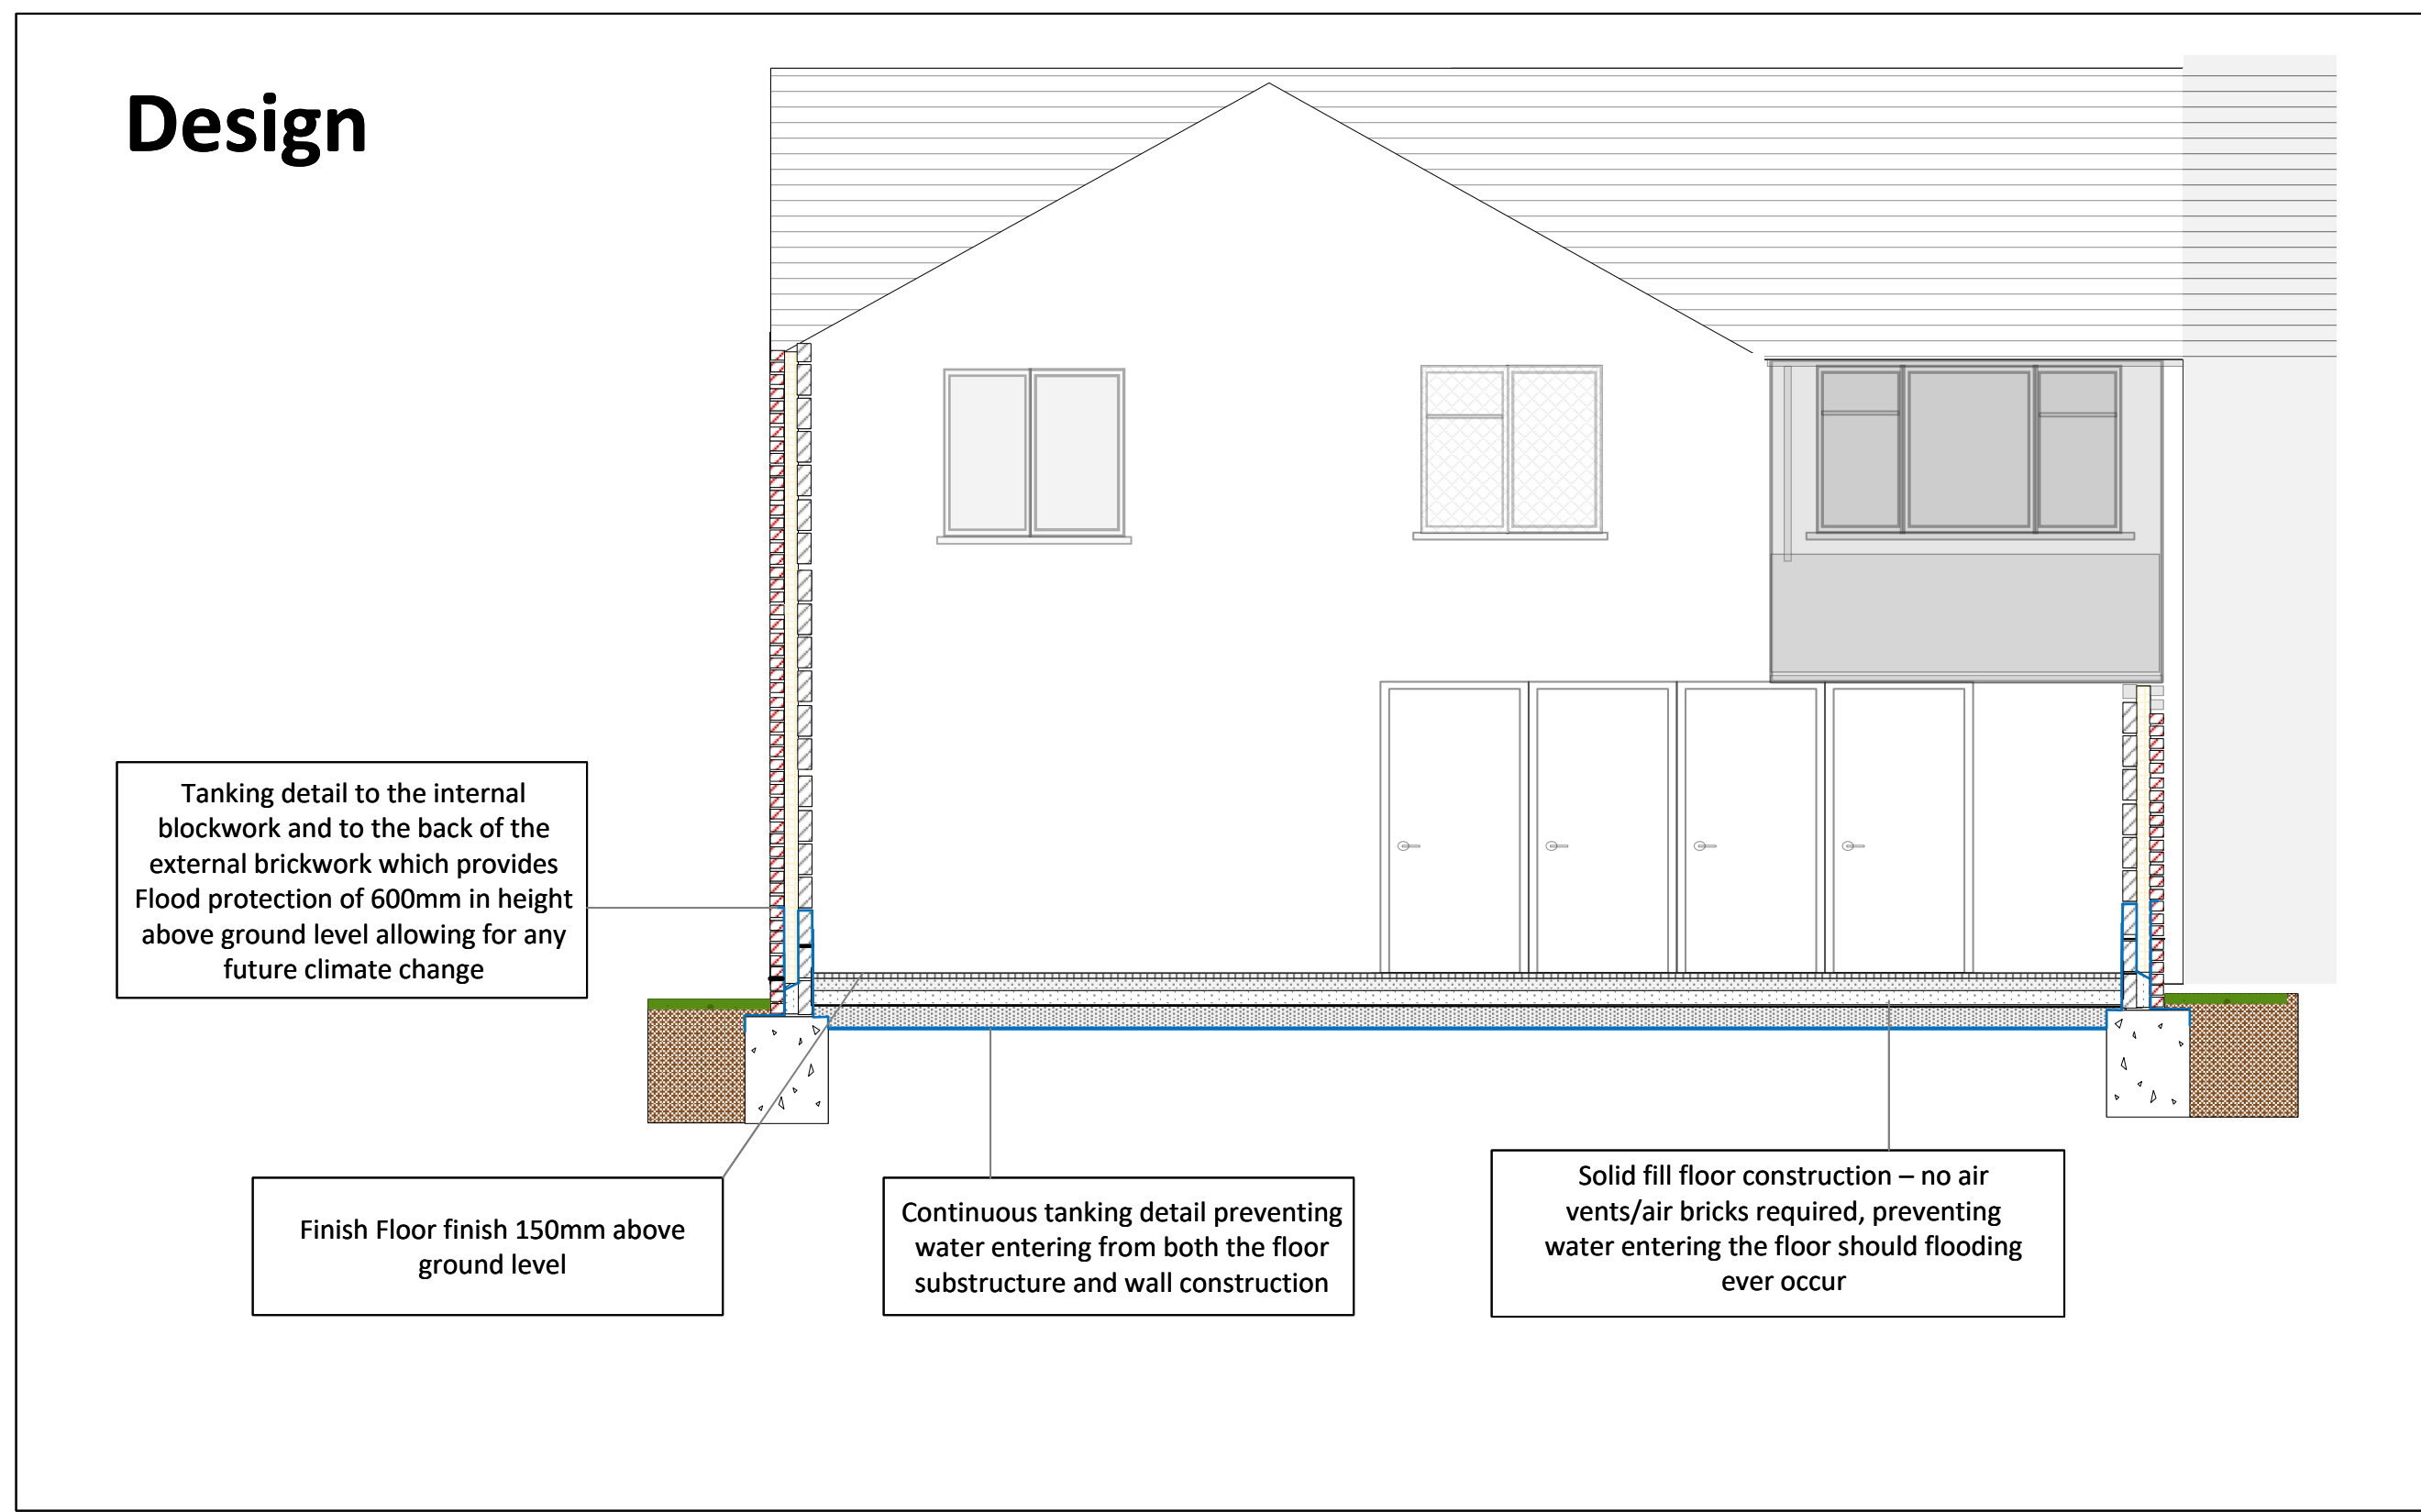 Design
Tanking detail to the internal
blockwork and to the back of the
external brickwork which provides
Flood protection of 600mm in height
above ground level allowing for any
future climate change
Finish Floor finish 150mm above
ground level
Continuous tanking detail preventing
water entering from both the floor
substructure and wall construction
Solid fill floor construction – no air
vents/air bricks required, preventing
water entering the floor should flooding
ever occur